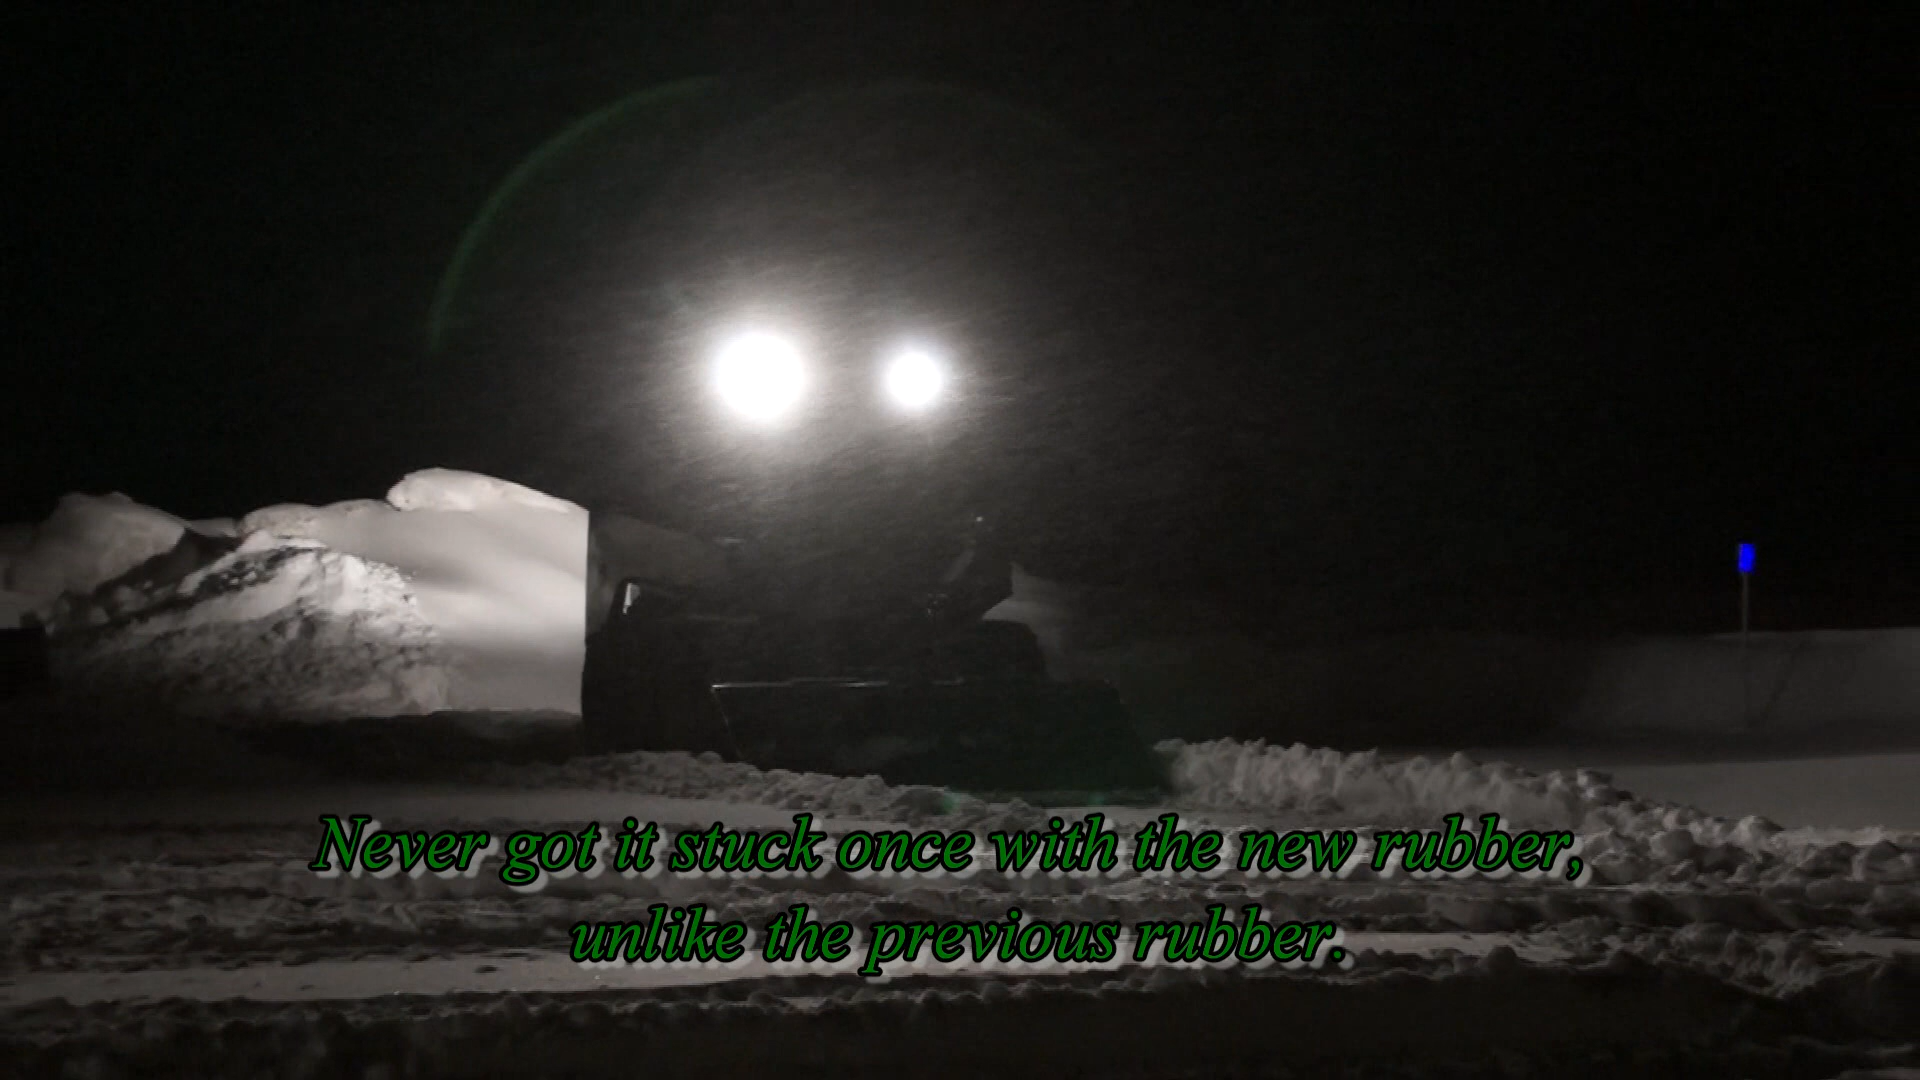 Never got it stuck once with the new rubber,
unlike the previous rubber.